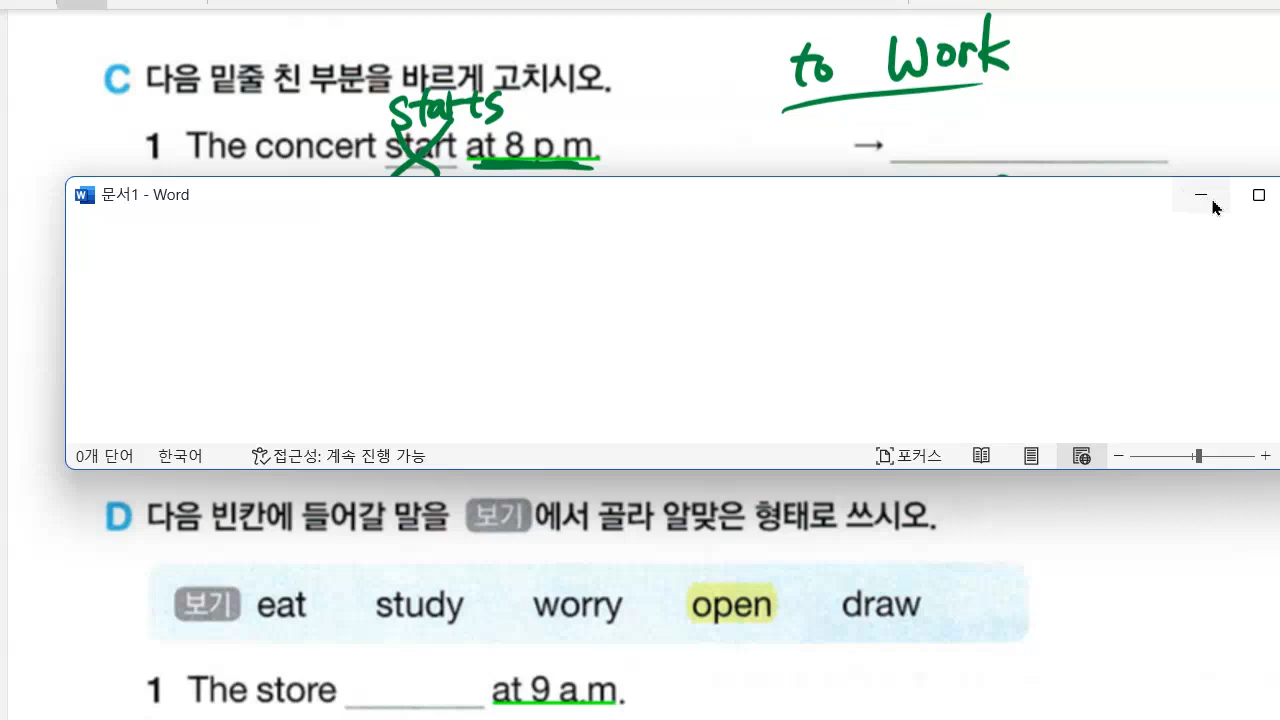 to Work
C 다음 밑줄 친 부분을 바르게 고치시오.
starts
1 The concert start at 8 p.m. →
문서1 - Word
0개 단어 한국어 접근성: 계속 진행 가능 포커스
D 다음 빈칸에 들어갈 말을 보기 에서 골라 알맞은 형태로 쓰시오.
보기 eat study worry open draw
1 The store ________ at 9 a.m.